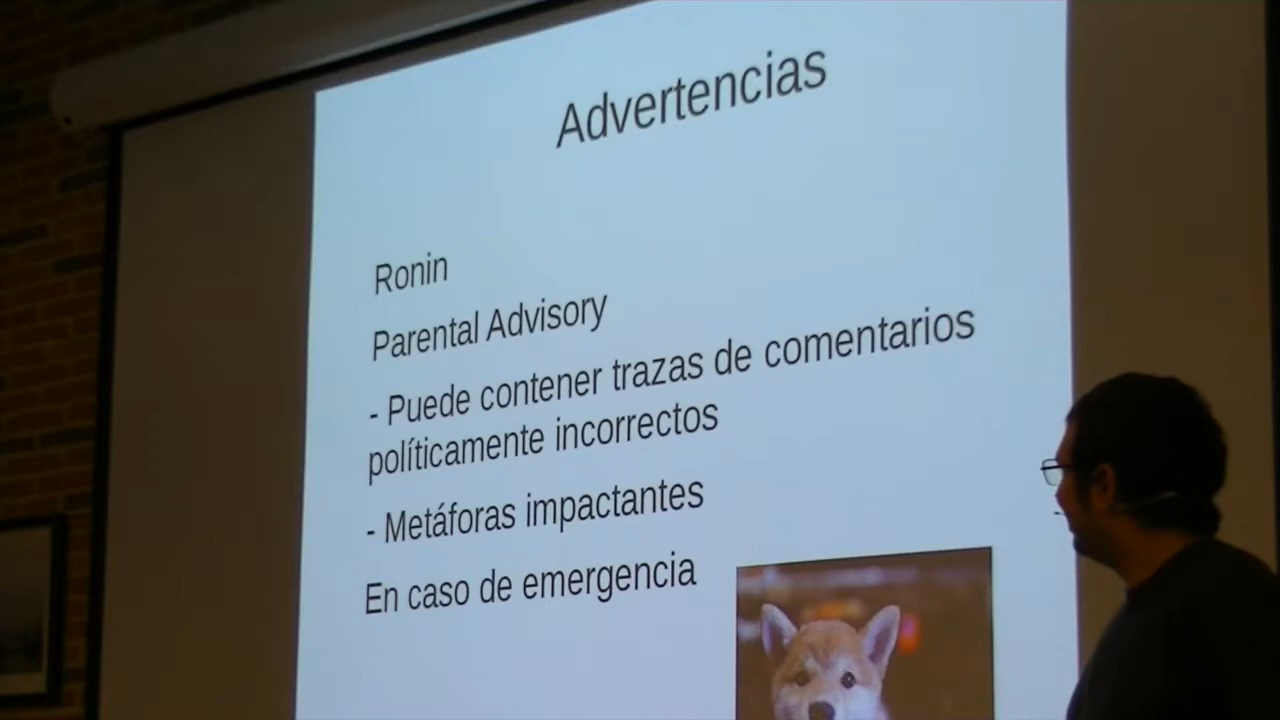 Advertencias
Ronin
Parental Advisory
- Puede contener trazas de comentarios
políticamente incorrectos
- Metáforas impactantes
En caso de emergencia